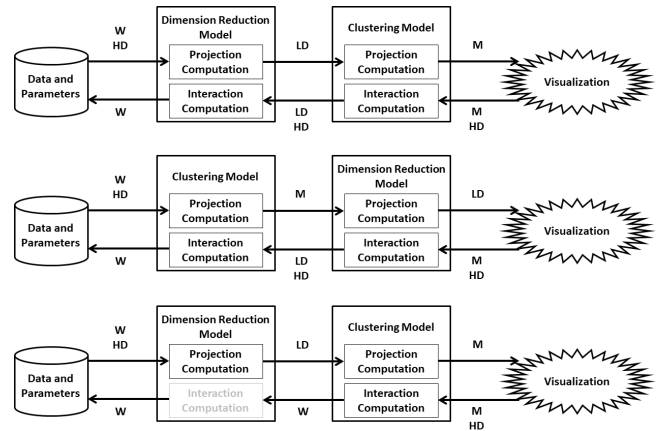 W
HD
Dimension Reduction
Model
LD
Clustering Model
M
Data and
Parameters
Projection
Computation
Projection
Computation
Visualization
Interaction
Computation
Interaction
Computation
W
LD
HD
M
HD
W
HD
Clustering Model
M
Dimension Reduction
Model
LD
Data and
Parameters
Projection
Computation
Projection
Computation
Visualization
Interaction
Computation
Interaction
Computation
W
LD
HD
M
HD
W
HD
Dimension Reduction
Model
LD
Clustering Model
M
Data and
Parameters
Projection
Computation
Projection
Computation
Visualization
Interaction
Computation
Interaction
Computation
W
W
M
HD